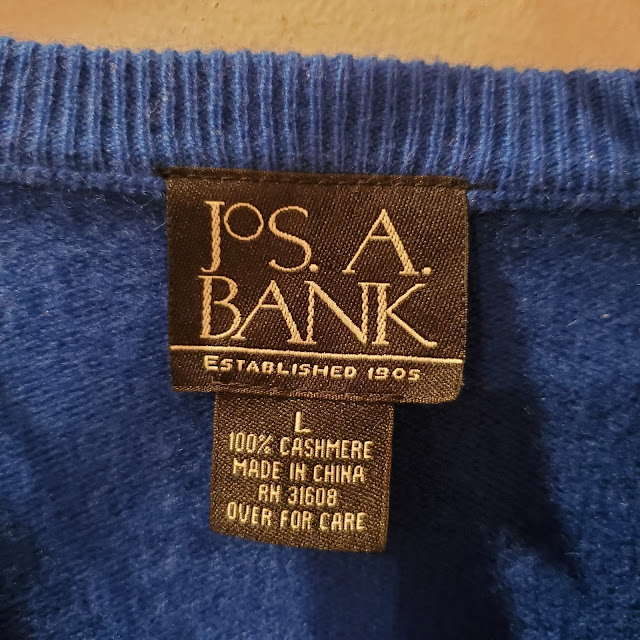 JOS. A.
BANK
ESTABLISHED 1905
L
100% CASHMERE
MADE IN CHINA
RN 31608
OVER FOR CARE